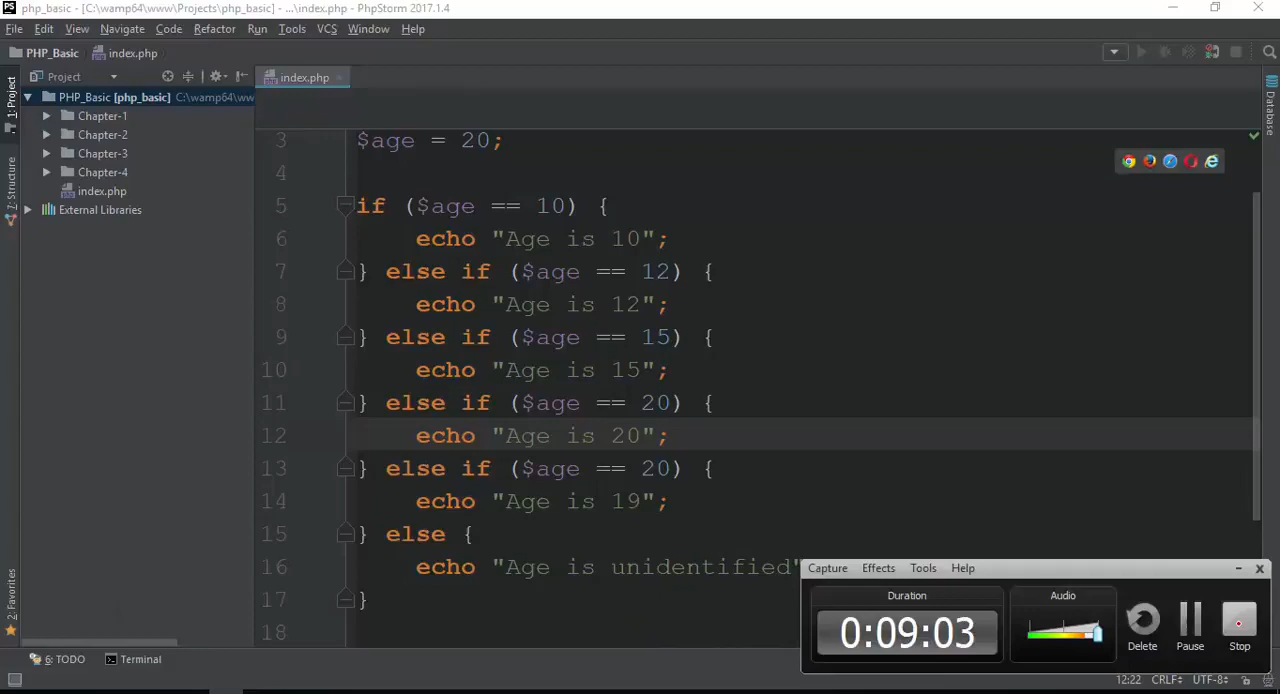 php_basic - [C:\wamp64\www\Projects\php_basic] - ...\index.php - PhpStorm 2017.1.4
File Edit View Navigate Code Refactor Run Tools VCS Window Help
PHP_Basic index.php
Project
index.php
1: Project
Database
PHP_Basic [php_basic] C:\wamp64\ww
Chapter-1
Chapter-2
Chapter-3
Chapter-4
index.php
External Libraries
7: Structure
2: Favorites
3 $age = 20;
4
5 if ($age == 10) {
6 echo "Age is 10";
7 } else if ($age == 12) {
8 echo "Age is 12";
9 } else if ($age == 15) {
10 echo "Age is 15";
11 } else if ($age == 20) {
12 echo "Age is 20";
13 } else if ($age == 20) {
14 echo "Age is 19";
15 } else {
16 echo "Age is unidentified"
17 }
18
Capture Effects Tools Help
Duration
0:09:03
Audio
Delete Pause Stop
6: TODO Terminal
12:22 CRLF UTF-8